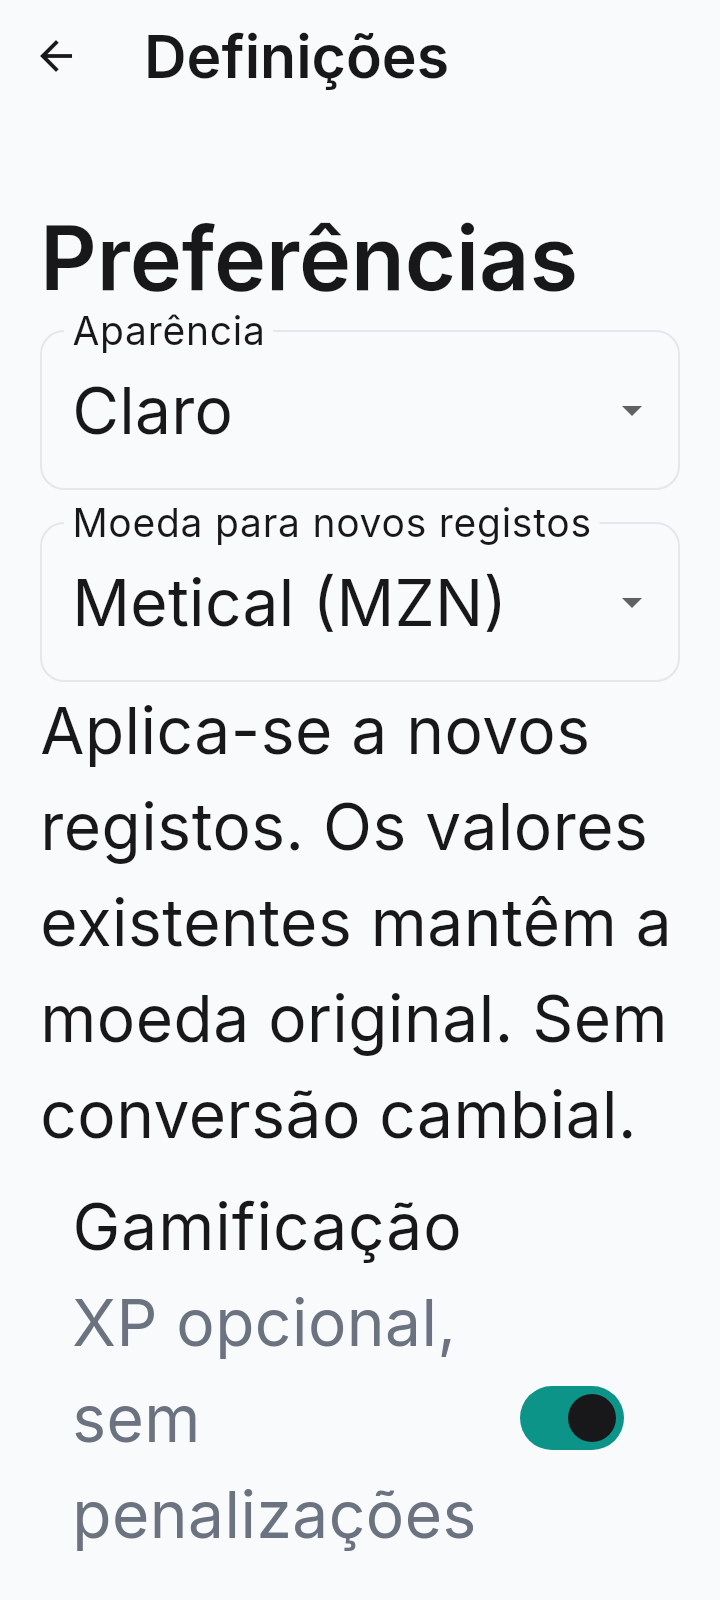 Definições
Preferências
Aparência
Claro
Moeda para novos registos
Metical (MZN)
Aplica-se a novos
registos. Os valores
existentes mantêm a
moeda original. Sem
conversão cambial.
Gamificação
XP opcional,
sem
penalizações